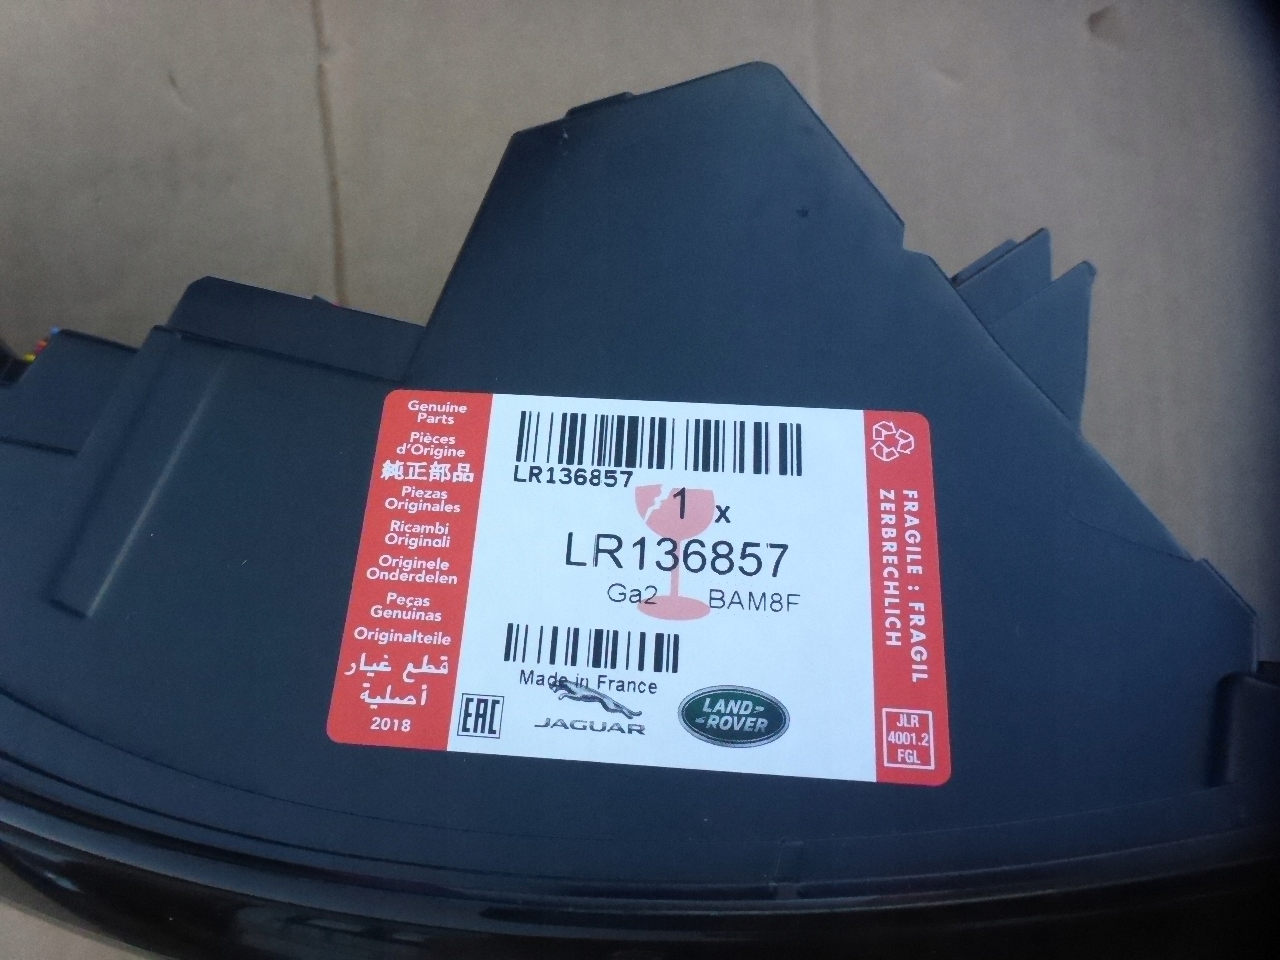 Genuine
Parts
Pièces
d'Origine
純正部品
Piezas
Originales
Ricambi
Originali
Originele
Onderdelen
Peças
Genuínas
Originalteile
قطع غيار
أصلية
2018
LR136857
1 x
LR136857
Ga2 BAM8F
Made in France
EAC
JAGUAR
LAND-
-ROVER
FRAGILE : FRAGIL
ZERBRECHLICH
JLR
4001.2
FGL